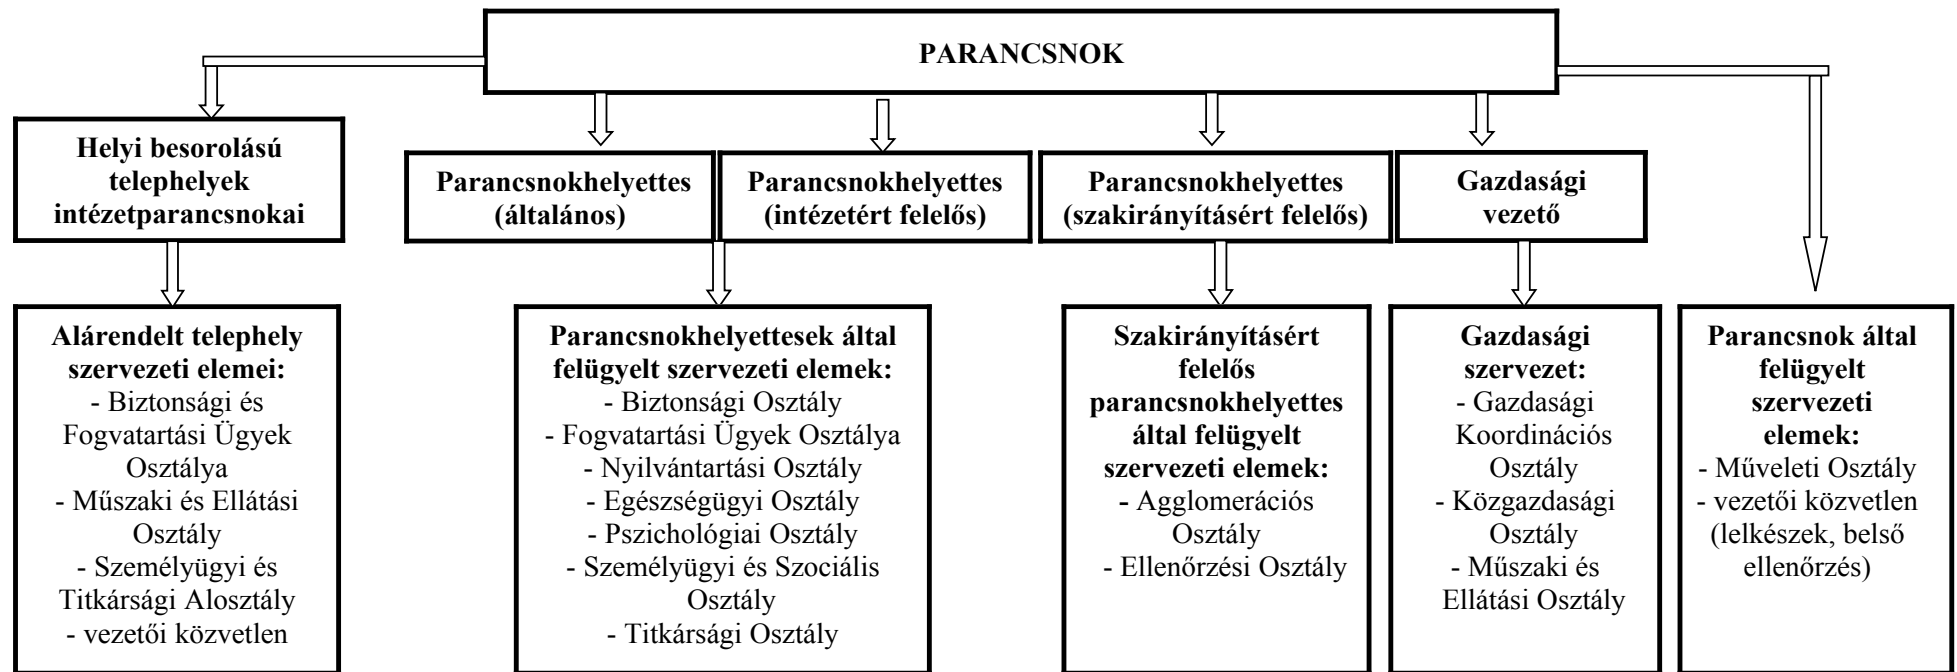 PARANCSNOK
Helyi besorolású
telephelyek
intézetparancsnokai
Parancsnokhelyettes
(általános)
Parancsnokhelyettes
(intézetért felelős)
Parancsnokhelyettes
(szakirányításért felelős)
Gazdasági
vezető
Alárendelt telephely
szervezeti elemei:
- Biztonsági és
Fogvatartási Ügyek
Osztálya
- Műszaki és Ellátási
Osztály
- Személyügyi és
Titkársági Alosztály
- vezetői közvetlen
Parancsnokhelyettesek által
felügyelt szervezeti elemek:
- Biztonsági Osztály
- Fogvatartási Ügyek Osztálya
- Nyilvántartási Osztály
- Egészségügyi Osztály
- Pszichológiai Osztály
- Személyügyi és Szociális
Osztály
- Titkársági Osztály
Szakirányításért
felelős
parancsnokhelyettes
által felügyelt
szervezeti elemek:
- Agglomerációs
Osztály
- Ellenőrzési Osztály
Gazdasági
szervezet:
- Gazdasági
Koordinációs
Osztály
- Közgazdasági
Osztály
- Műszaki és
Ellátási Osztály
Parancsnok által
felügyelt
szervezeti
elemek:
- Műveleti Osztály
- vezetői közvetlen
(lelkészek, belső
ellenőrzés)